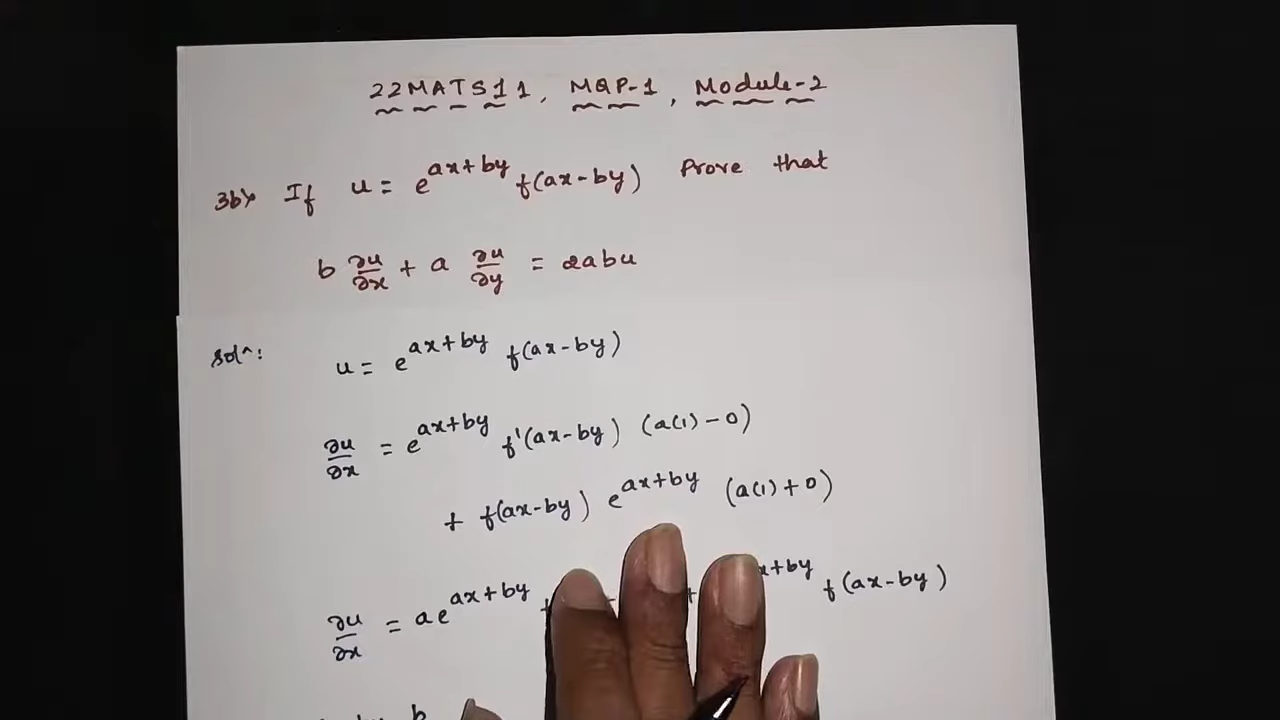 22MATS11, MQP-1, Module-2
3b) If u = e^{ax+by} f(ax-by) Prove that
b ∂u/∂x + a ∂u/∂y = 2abu
Sol^n:
u = e^{ax+by} f(ax-by)
∂u/∂x = e^{ax+by} f'(ax-by) (a(1)-0)
+ f(ax-by) e^{ax+by} (a(1)+0)
∂u/∂x = a e^{ax+by} + x+by f(ax-by)
b